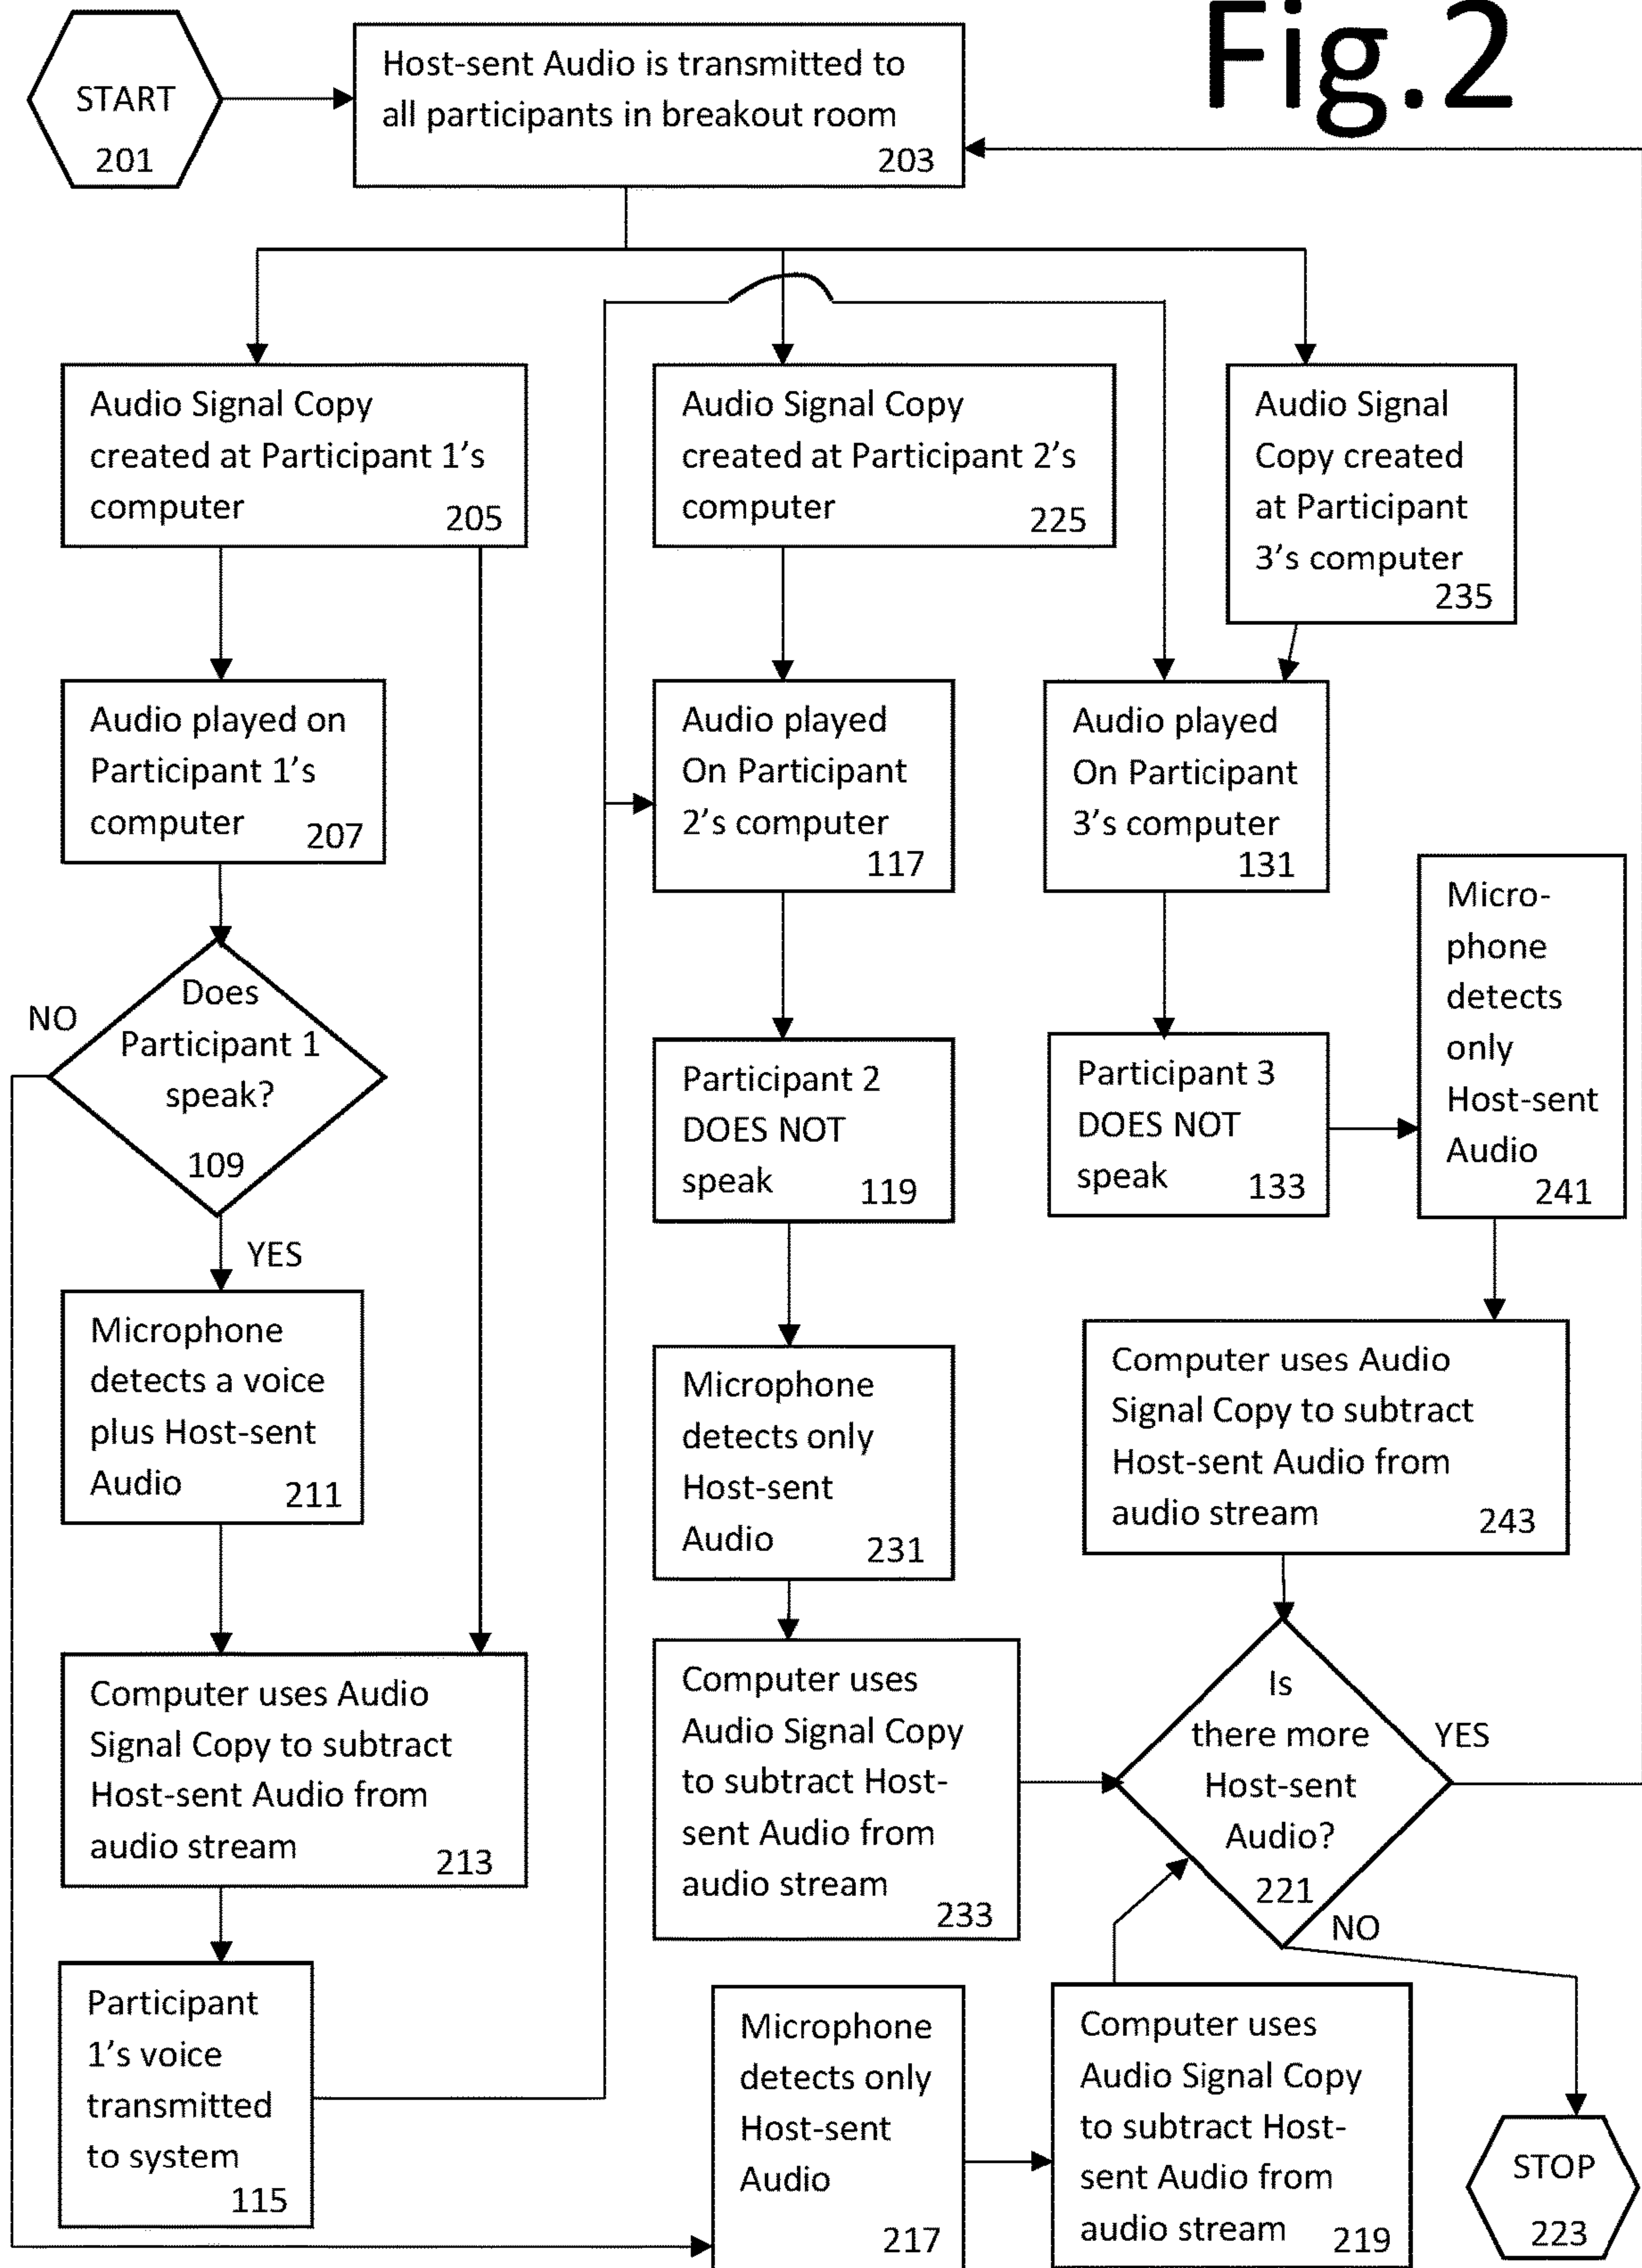 Fig.2
START
201
Host-sent Audio is transmitted to
all participants in breakout room
203
Audio Signal Copy
created at Participant 1's
computer
205
Audio Signal Copy
created at Participant 2's
computer
225
Audio Signal
Copy created
at Participant
3's computer
235
Audio played on
Participant 1's
computer
207
Audio played
On Participant
2's computer
117
Audio played
On Participant
3's computer
131
Micro-
phone
detects
only
Host-sent
Audio
241
Does
Participant 1
speak?
109
NO
YES
Participant 2
DOES NOT
speak
119
Participant 3
DOES NOT
speak
133
Microphone
detects a voice
plus Host-sent
Audio
211
Microphone
detects only
Host-sent
Audio
231
Computer uses Audio
Signal Copy to subtract
Host-sent Audio from
audio stream
243
Computer uses Audio
Signal Copy to subtract
Host-sent Audio from
audio stream
213
Computer uses
Audio Signal Copy
to subtract Host-
sent Audio from
audio stream
233
Is
there more
Host-sent
Audio?
221
YES
NO
Participant
1's voice
transmitted
to system
115
Microphone
detects only
Host-sent
Audio
217
Computer uses
Audio Signal Copy
to subtract Host-
sent Audio from
audio stream
219
STOP
223